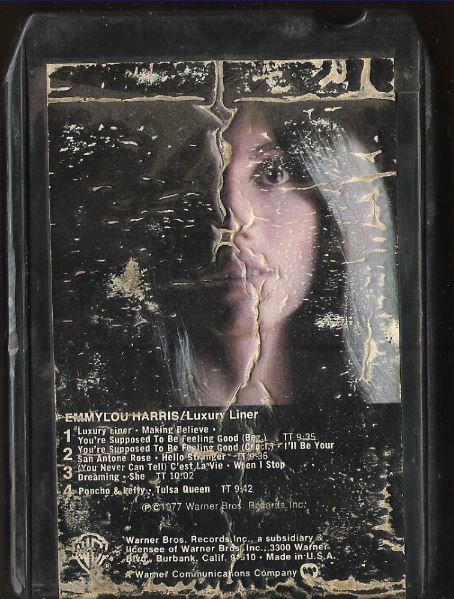 EMMYLOU HARRIS/Luxury Liner
1 Luxury Liner • Making Believe •
You're Supposed To Be Feeling Good (Beg.) TT 9:35
2 You're Supposed To Be Feeling Good (Concl.) • I'll Be Your
San Antone Rose • Hello Stranger TT 9:36
3 (You Never Can Tell) C'est La Vie • When I Stop
Dreaming • She TT 10:02
4 Poncho & Lefty • Tulsa Queen TT 9:42
℗©1977 Warner Bros. Records Inc.
Warner Bros. Records, Inc., a subsidiary &
licensee of Warner Bros. Inc., 3300 Warner
Blvd., Burbank, Calif. 91510 • Made in U.S.A.
A Warner Communications Company